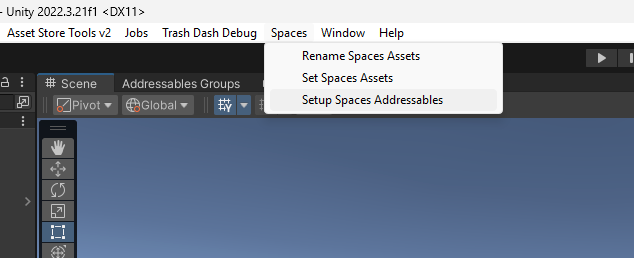 - Unity 2022.3.21f1 <DX11>
Asset Store Tools v2 Jobs Trash Dash Debug Spaces Window Help
Rename Spaces Assets
Set Spaces Assets
Setup Spaces Addressables
Scene Addressables Groups
Pivot Global